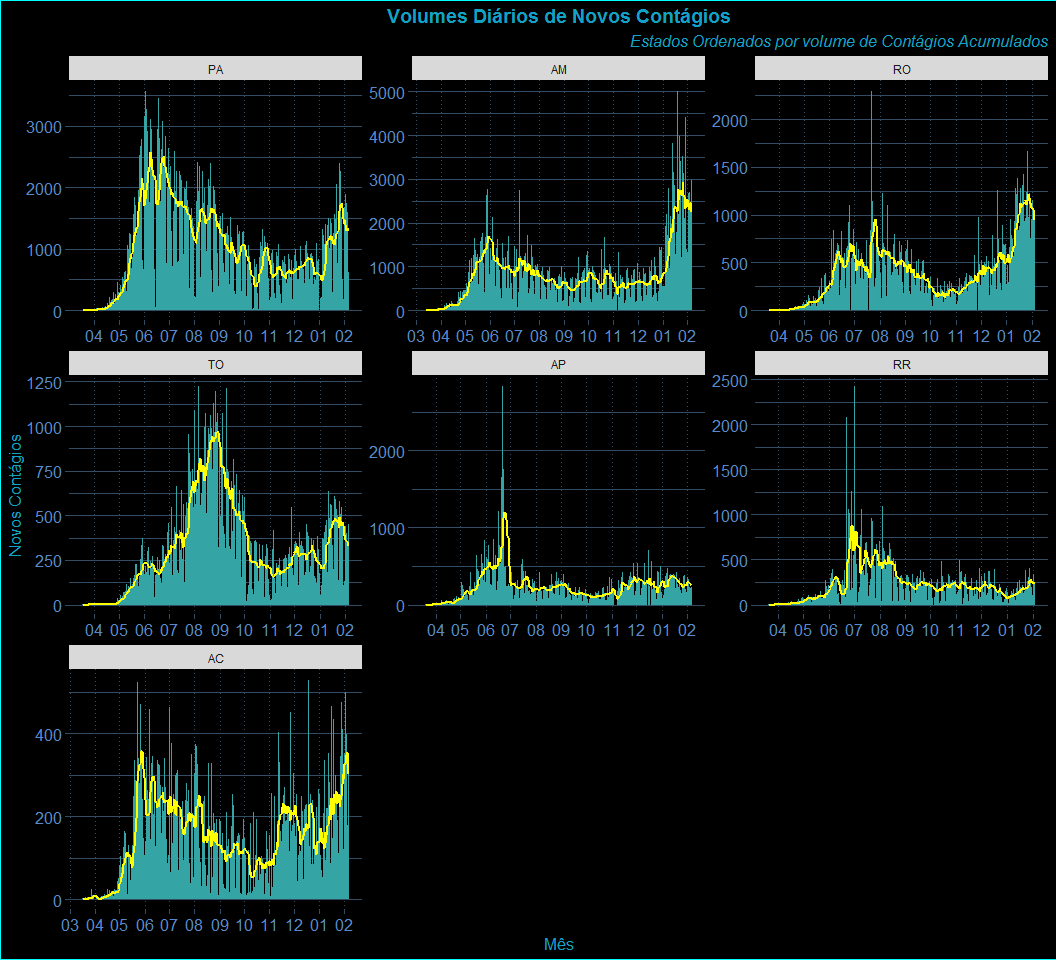 Volumes Diários de Novos Contágios
Estados Ordenados por volume de Contágios Acumulados
PA
AM
RO
3000
2000
1000
0
5000
4000
3000
2000
1000
0
2000
1500
1000
500
0
04 05 06 07 08 09 10 11 12 01 02
04 05 06 07 08 09 10 11 12 01 02
04 05 06 07 08 09 10 11 12 01 02
TO
AP
RR
1250
1000
750
500
250
0
2000
1000
0
2500
2000
1500
1000
500
0
04 05 06 07 08 09 10 11 12 01 02
04 05 06 07 08 09 10 11 12 01 02
04 05 06 07 08 09 10 11 12 01 02
Novos Contágios
AC
400
200
0
03 04 05 06 07 08 09 10 11 12 01 02
Mês